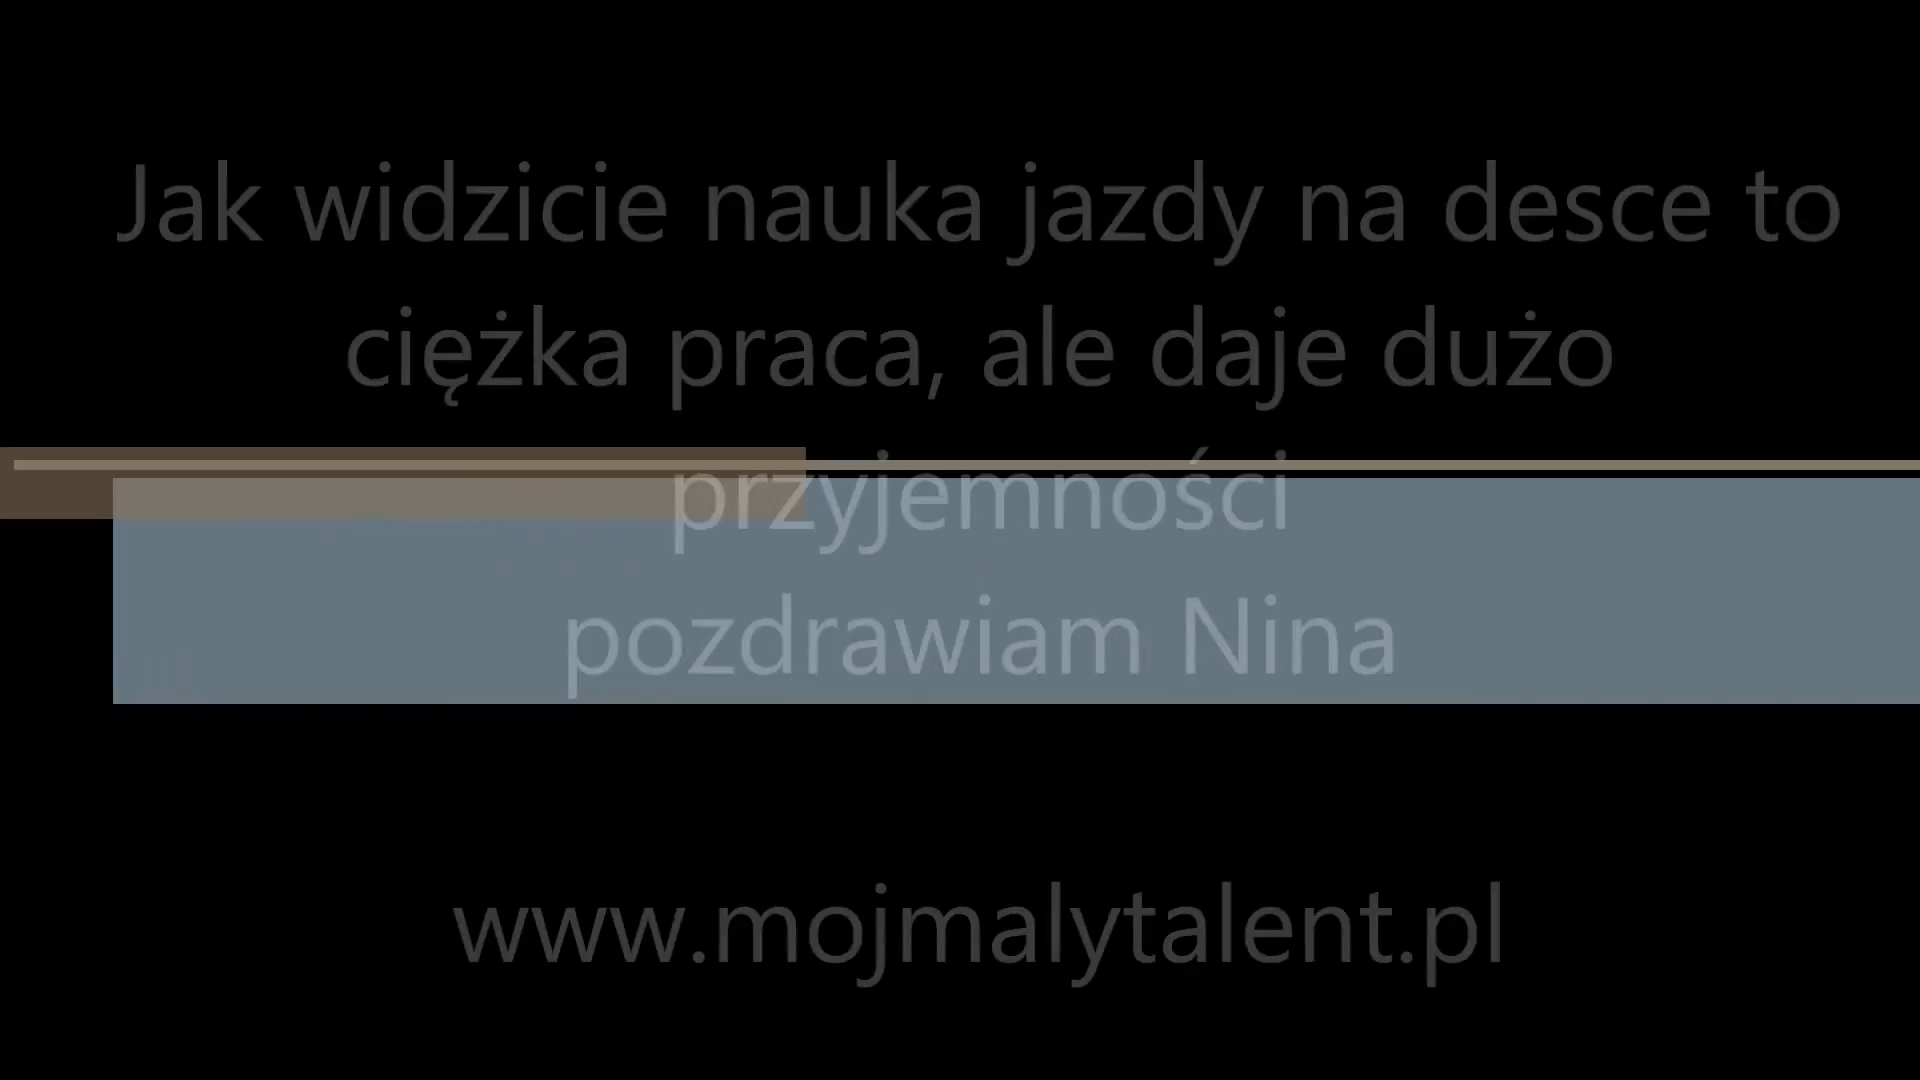 Jak widzicie nauka jazdy na desce to
ciężka praca, ale daje dużo
przyjemności
pozdrawiam Nina
www.mojmalytalent.pl